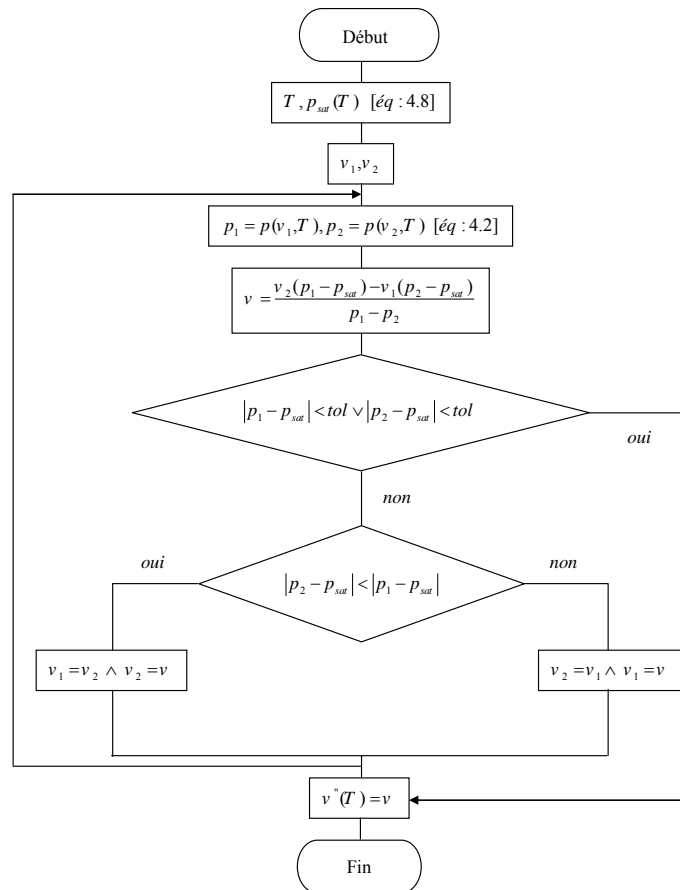 Début
T , p_sat (T) [éq : 4.8]
v_1 , v_2
p_1 = p(v_1 ,T) , p_2 = p(v_2 ,T) [éq : 4.2]
v = \frac{v_2 (p_1 − p_sat) − v_1 (p_2 − p_sat)}{p_1 − p_2}
|p_1 − p_sat| < tol ∨ |p_2 − p_sat| < tol
oui
non
oui
|p_2 − p_sat| < |p_1 − p_sat|
non
v_1 = v_2 ∧ v_2 = v
v_2 = v_1 ∧ v_1 = v
v"(T) = v
Fin